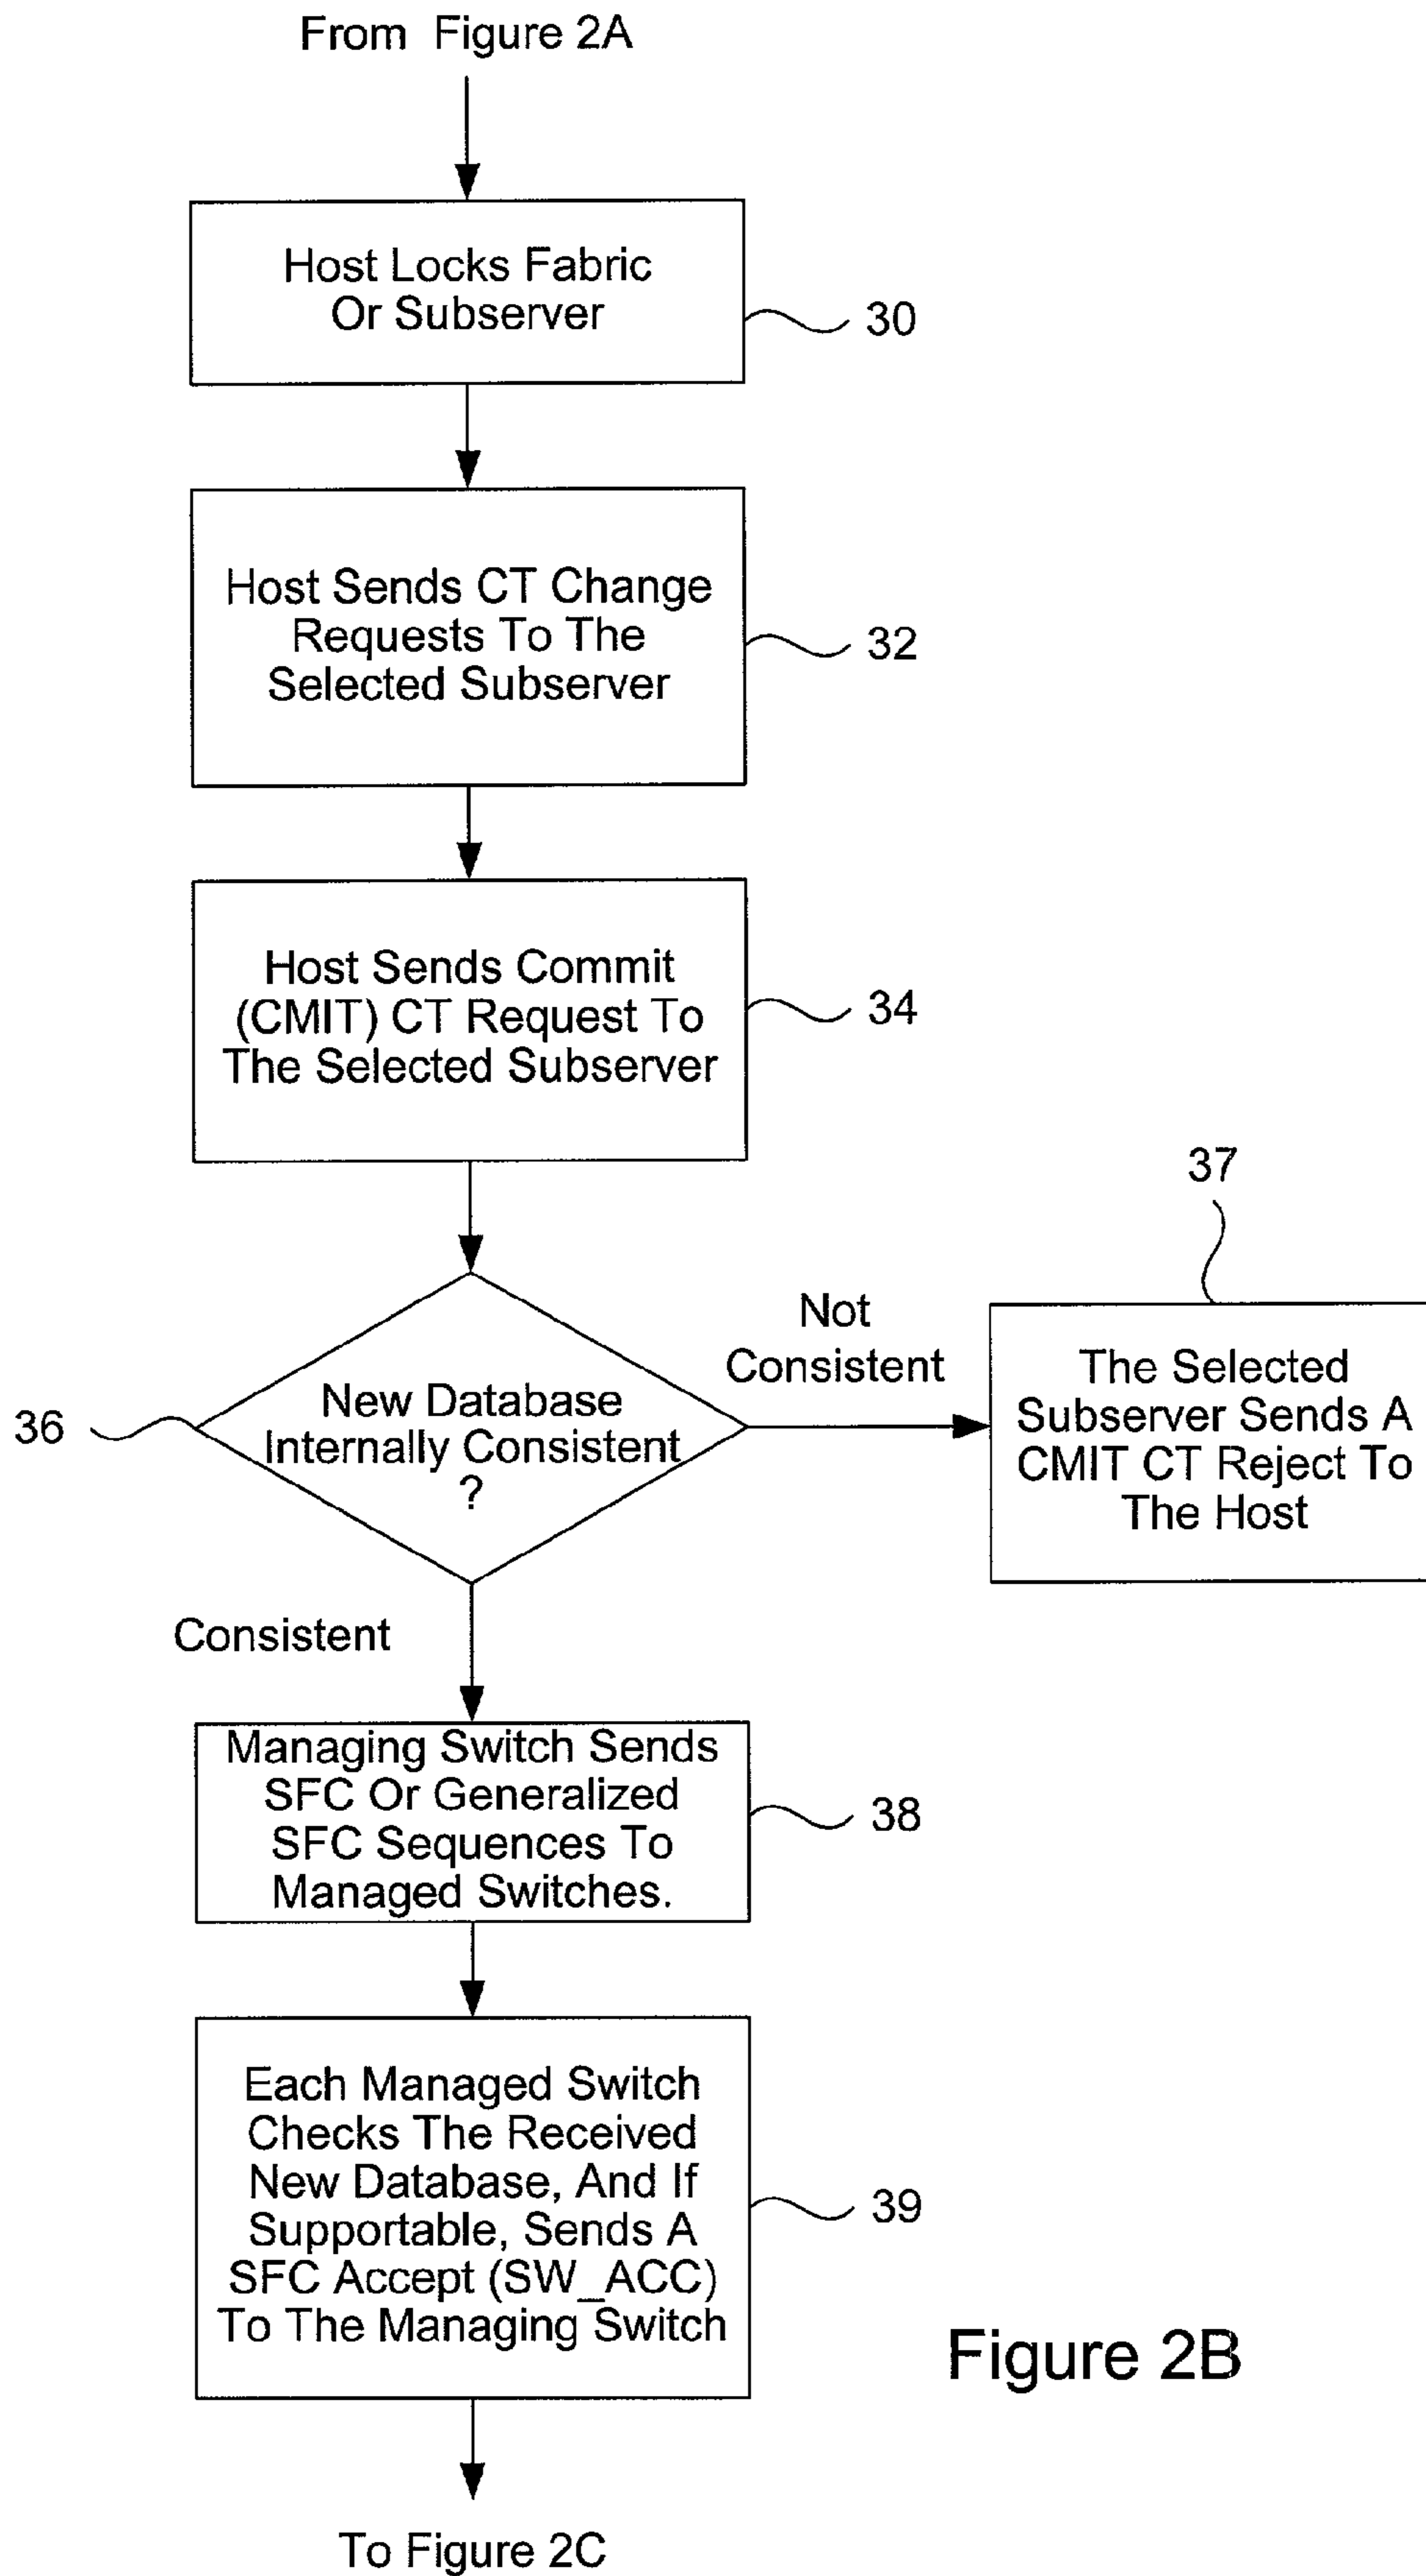 From Figure 2A
Host Locks Fabric
Or Subserver
30
Host Sends CT Change
Requests To The
Selected Subserver
32
Host Sends Commit
(CMIT) CT Request To
The Selected Subserver
34
37
Not
Consistent
The Selected
Subserver Sends A
CMIT CT Reject To
The Host
36
New Database
Internally Consistent
?
Consistent
Managing Switch Sends
SFC Or Generalized
SFC Sequences To
Managed Switches.
38
Each Managed Switch
Checks The Received
New Database, And If
Supportable, Sends A
SFC Accept (SW_ACC)
To The Managing Switch
39
Figure 2B
To Figure 2C